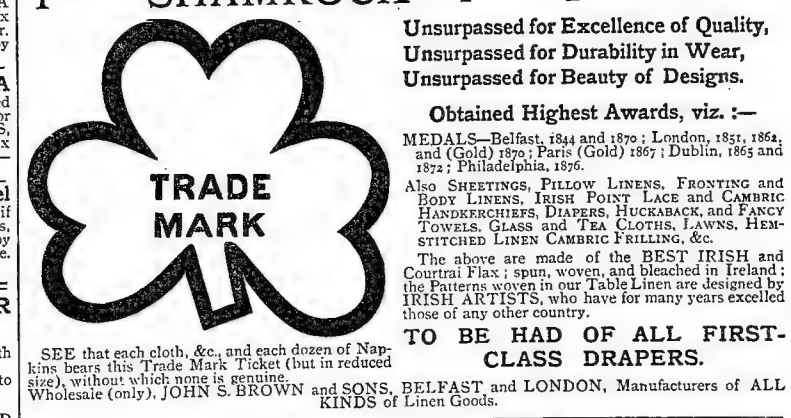 SHAMROCK
Unsurpassed for Excellence of Quality,
Unsurpassed for Durability in Wear,
Unsurpassed for Beauty of Designs.
Obtained Highest Awards, viz. :—
MEDALS—Belfast, 1844 and 1870 ; London, 1851, 1862,
and (Gold) 1870 ; Paris (Gold) 1867 ; Dublin, 1865 and
1872 ; Philadelphia, 1876.
Also SHEETINGS, PILLOW LINENS, FRONTING and
BODY LINENS, IRISH POINT LACE and CAMBRIC
HANDKERCHIEFS, DIAPERS, HUCKABACK, and FANCY
TOWELS, GLASS and TEA CLOTHS, LAWNS, HEM-
STITCHED LINEN CAMBRIC FRILLING, &c.
The above are made of the BEST IRISH and
Courtrai Flax ; spun, woven, and bleached in Ireland ;
the Patterns woven in our Table Linen are designed by
IRISH ARTISTS, who have for many years excelled
those of any other country.
TO BE HAD OF ALL FIRST-
CLASS DRAPERS.
TRADE
MARK
SEE that each cloth, &c., and each dozen of Nap-
kins bears this Trade Mark Ticket (but in reduced
size), without which none is genuine.
Wholesale (only), JOHN S. BROWN and SONS, BELFAST and LONDON, Manufacturers of ALL
KINDS of Linen Goods.